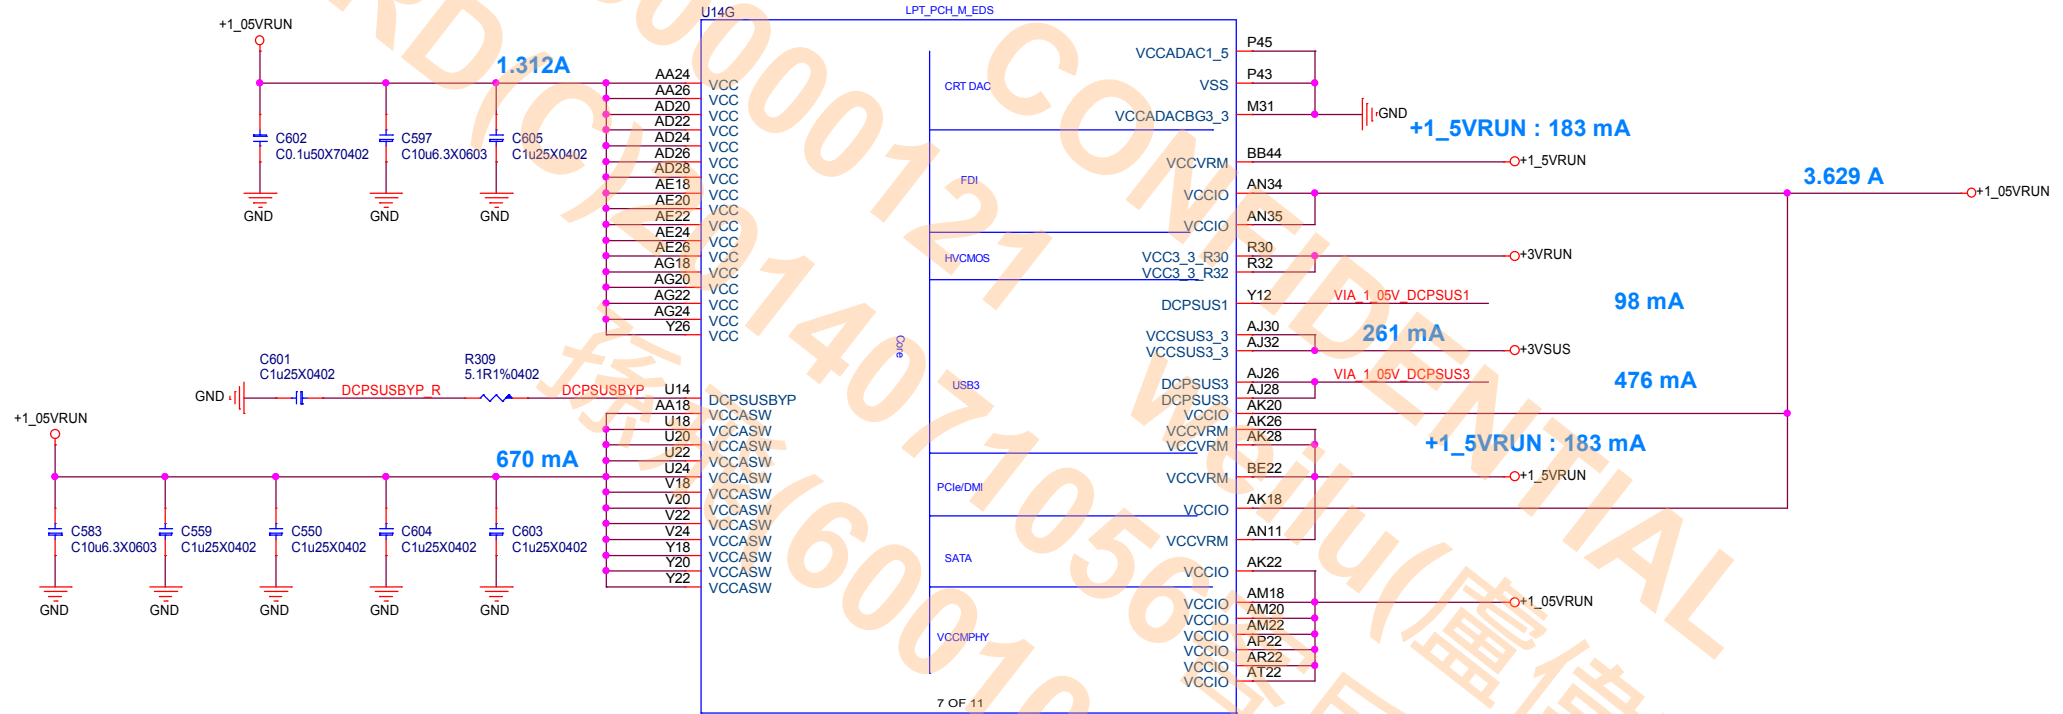 U14G
LPT_PCH_M_EDS
+1_05VRUN
1.312A
C602
C0.1u50X70402
C597
C10u6.3X0603
C605
C1u25X0402
GND
GND
GND
AA24 VCC
AA26 VCC
AD20 VCC
AD22 VCC
AD24 VCC
AD26 VCC
AD28 VCC
AE18 VCC
AE20 VCC
AE22 VCC
AE24 VCC
AE26 VCC
AG18 VCC
AG20 VCC
AG22 VCC
AG24 VCC
Y26 VCC
C601
C1u25X0402
R309
5.1R1%0402
GND
DCPSUSBYP_R
DCPSUSBYP
U14 DCPSUSBYP
+1_05VRUN
670 mA
AA18 VCCASW
U18 VCCASW
U20 VCCASW
U22 VCCASW
U24 VCCASW
V18 VCCASW
V20 VCCASW
V22 VCCASW
V24 VCCASW
Y18 VCCASW
Y20 VCCASW
Y22 VCCASW
C583
C10u6.3X0603
C559
C1u25X0402
C550
C1u25X0402
C604
C1u25X0402
C603
C1u25X0402
GND
GND
GND
GND
GND
Core
CRT DAC
FDI
HVCMOS
USB3
PCIe/DMI
SATA
VCCMPHY
7 OF 11
VCCADAC1_5 P45
VSS P43
VCCADACBG3_3 M31
GND
+1_5VRUN : 183 mA
VCCVRM BB44
+1_5VRUN
3.629 A
VCCIO AN34
+1_05VRUN
VCCIO AN35
VCC3_3_R30 R30
+3VRUN
VCC3_3_R32 R32
DCPSUS1 Y12
VIA_1_05V_DCPSUS1
98 mA
VCCSUS3_3 AJ30
261 mA
VCCSUS3_3 AJ32
+3VSUS
DCPSUS3 AJ26
VIA_1_05V_DCPSUS3
476 mA
DCPSUS3 AJ28
VCCIO AK20
VCCVRM AK26
VCCVRM AK28
+1_5VRUN : 183 mA
VCCVRM BE22
+1_5VRUN
VCCIO AK18
VCCVRM AN11
VCCIO AK22
VCCIO AM18
+1_05VRUN
VCCIO AM20
VCCIO AM22
VCCIO AP22
VCCIO AR22
VCCIO AT22
CONFIDENTIAL